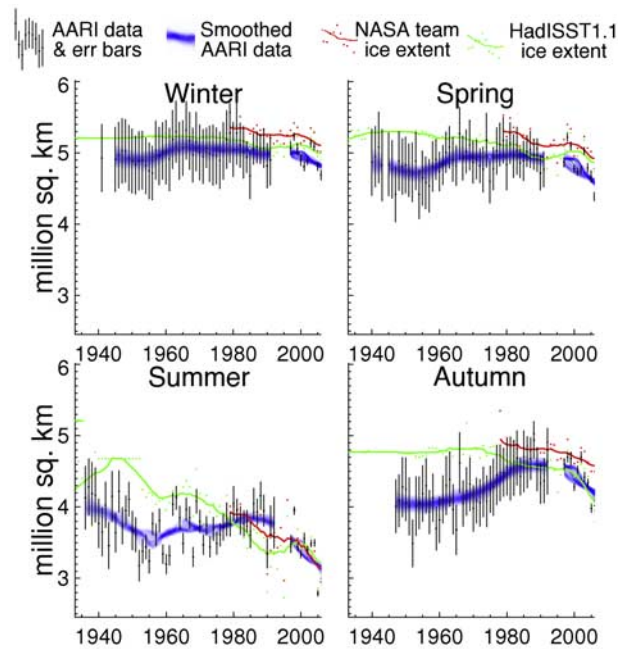 AARI data & err bars
Smoothed AARI data
NASA team ice extent
HadISST1.1 ice extent
Winter
Spring
million sq. km
6
5
4
3
1940 1960 1980 2000
1940 1960 1980 2000
Summer
Autumn
million sq. km
6
5
4
3
1940 1960 1980 2000
1940 1960 1980 2000